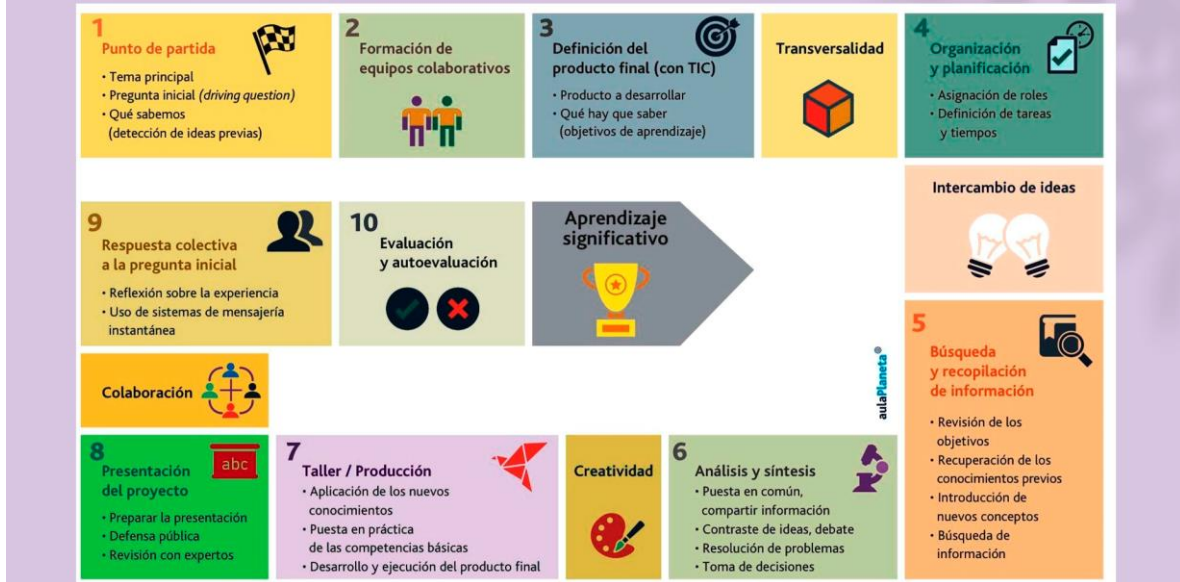 1
Punto de partida
• Tema principal
• Pregunta inicial (driving question)
• Qué sabemos
(detección de ideas previas)
2
Formación de
equipos colaborativos
3
Definición del
producto final (con TIC)
• Producto a desarrollar
• Qué hay que saber
(objetivos de aprendizaje)
Transversalidad
4
Organización
y planificación
• Asignación de roles
• Definición de tareas
y tiempos
Intercambio de ideas
5
Búsqueda
y recopilación
de información
• Revisión de los
objetivos
• Recuperación de los
conocimientos previos
• Introducción de
nuevos conceptos
• Búsqueda de
información
6
Análisis y síntesis
• Puesta en común,
compartir información
• Contraste de ideas, debate
• Resolución de problemas
• Toma de decisiones
Creatividad
7
Taller / Producción
• Aplicación de los nuevos
conocimientos
• Puesta en práctica
de las competencias básicas
• Desarrollo y ejecución del producto final
8
Presentación
del proyecto
abc
• Preparar la presentación
• Defensa pública
• Revisión con expertos
Colaboración
9
Respuesta colectiva
a la pregunta inicial
• Reflexión sobre la experiencia
• Uso de sistemas de mensajería
instantánea
10
Evaluación
y autoevaluación
Aprendizaje
significativo
aulaPlaneta